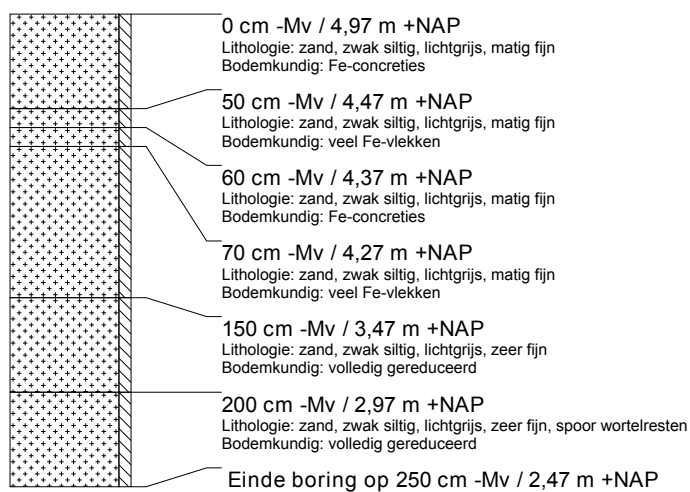 0 cm -Mv / 4,97 m +NAP
Lithologie: zand, zwak siltig, lichtgrijs, matig fijn
Bodemkundig: Fe-concreties
50 cm -Mv / 4,47 m +NAP
Lithologie: zand, zwak siltig, lichtgrijs, matig fijn
Bodemkundig: veel Fe-vlekken
60 cm -Mv / 4,37 m +NAP
Lithologie: zand, zwak siltig, lichtgrijs, matig fijn
Bodemkundig: Fe-concreties
70 cm -Mv / 4,27 m +NAP
Lithologie: zand, zwak siltig, lichtgrijs, matig fijn
Bodemkundig: veel Fe-vlekken
150 cm -Mv / 3,47 m +NAP
Lithologie: zand, zwak siltig, lichtgrijs, zeer fijn
Bodemkundig: volledig gereduceerd
200 cm -Mv / 2,97 m +NAP
Lithologie: zand, zwak siltig, lichtgrijs, zeer fijn, spoor wortelresten
Bodemkundig: volledig gereduceerd
Einde boring op 250 cm -Mv / 2,47 m +NAP